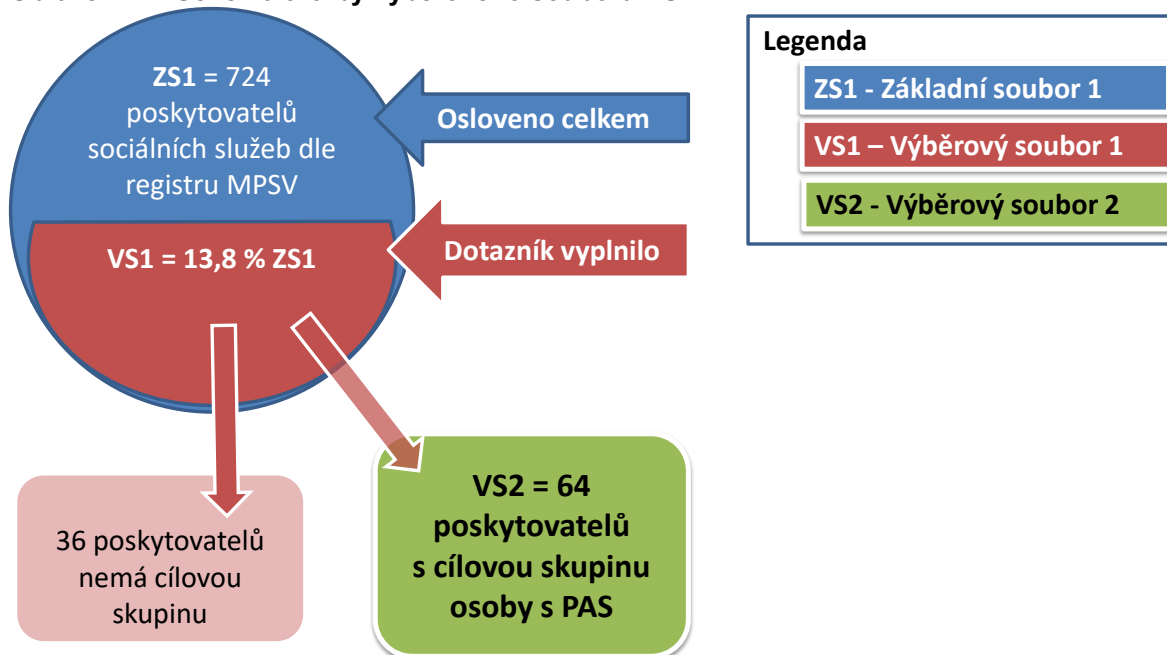 ZS1 = 724
poskytovatelů
sociálních služeb dle
registru MPSV
Osloveno celkem
VS1 = 13,8 % ZS1
Dotazník vyplnilo
36 poskytovatelů
nemá cílovou
skupinu
VS2 = 64
poskytovatelů
s cílovou skupinu
osoby s PAS
Legenda
ZS1 - Základní soubor 1
VS1 – Výběrový soubor 1
VS2 - Výběrový soubor 2